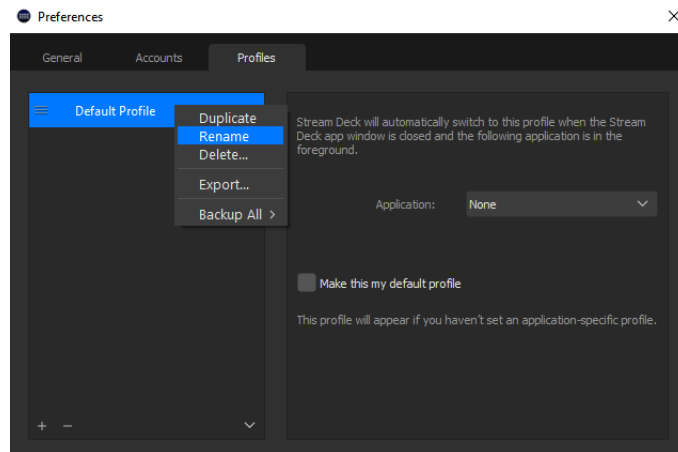 Preferences
General Accounts Profiles
Default Profile
Duplicate
Rename
Delete...
Export...
Backup All
Stream Deck will automatically switch to this profile when the Stream
Deck app window is closed and the following application is in the
foreground.
Application: None
Make this my default profile
This profile will appear if you haven't set an application-specific profile.